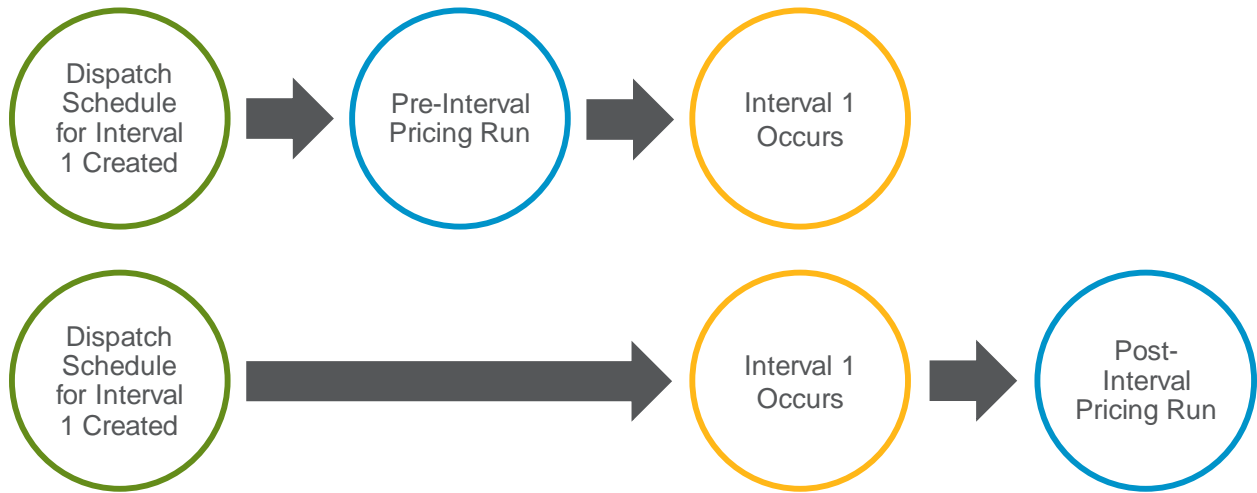 Dispatch
Schedule
for Interval
1 Created
Pre-Interval
Pricing Run
Interval 1
Occurs
Dispatch
Schedule
for Interval
1 Created
Interval 1
Occurs
Post-
Interval
Pricing Run